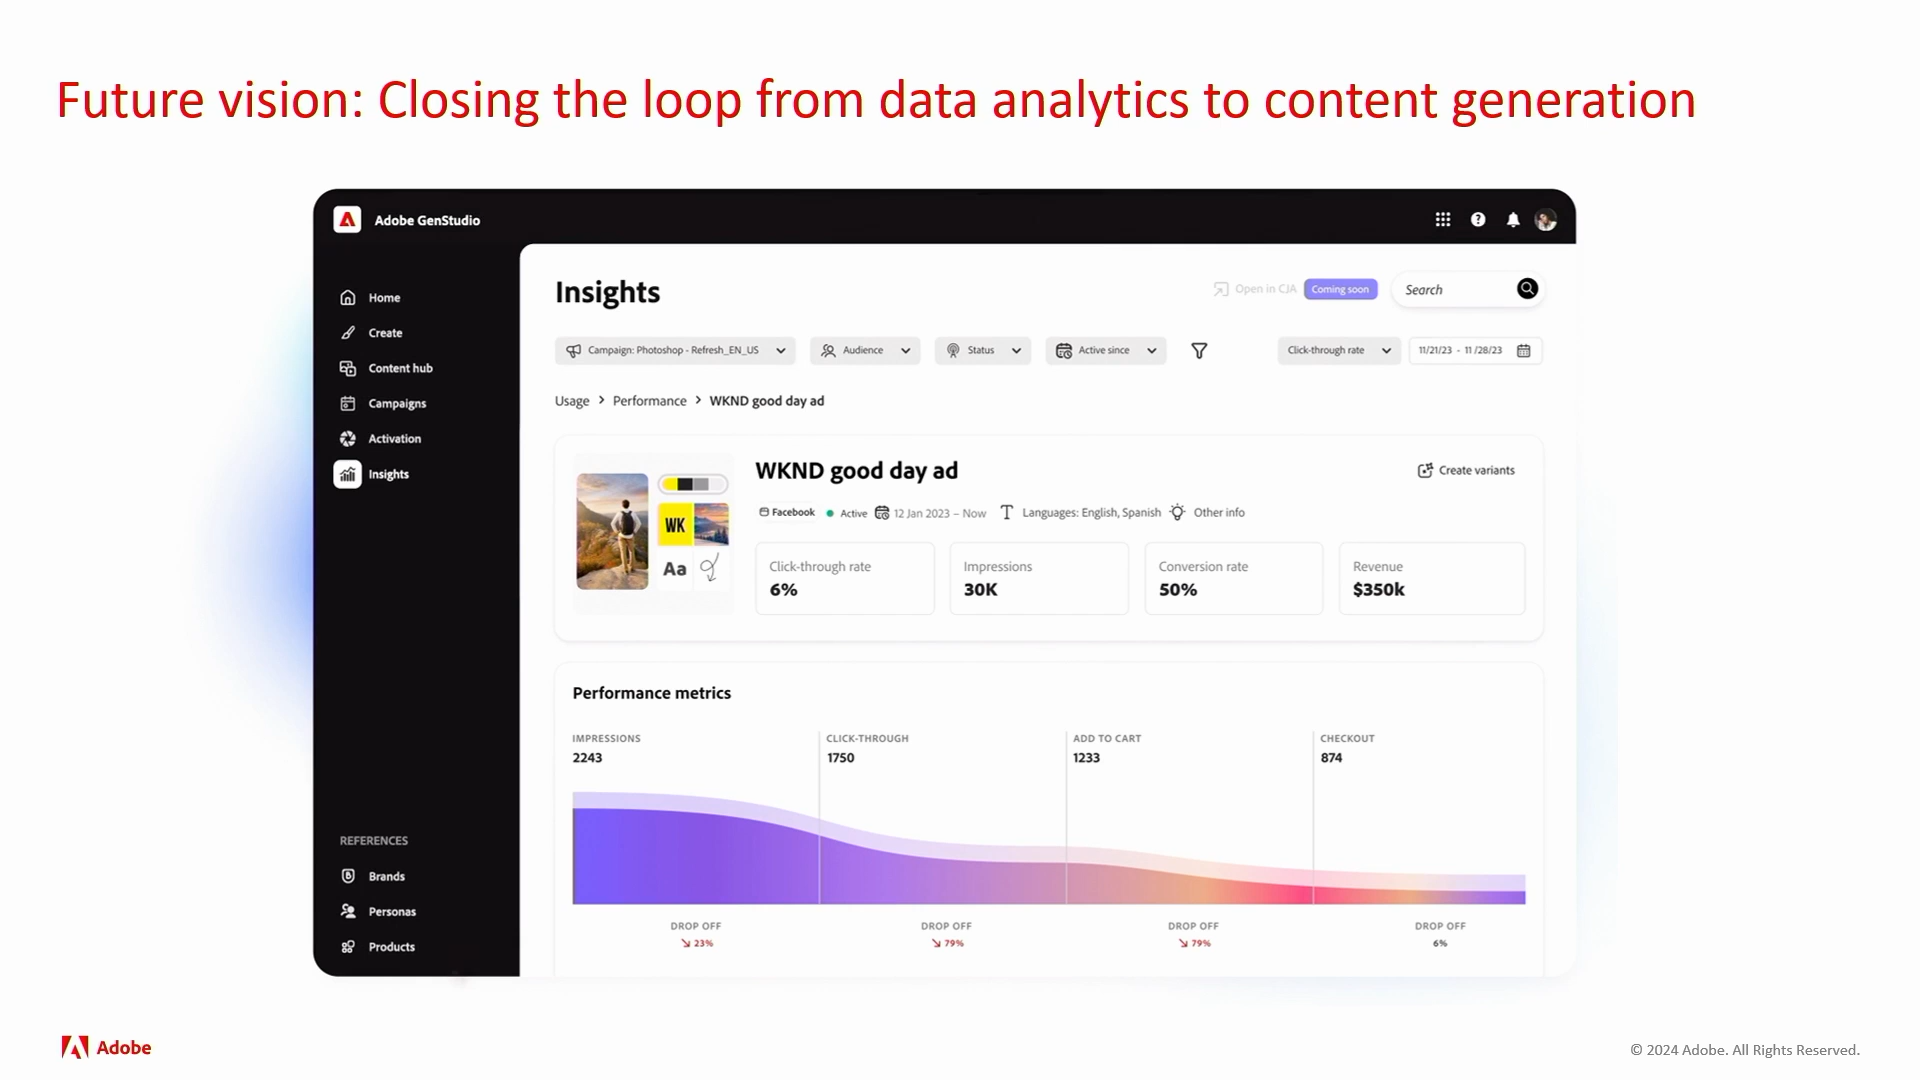 Future vision: Closing the loop from data analytics to content generation
Adobe GenStudio
Home
Create
Content hub
Campaigns
Activation
Insights
REFERENCES
Brands
Personas
Products
Insights
Open in CJA
Coming soon
Search
Campaign: Photoshop - Refresh_EN_US
Audience
Status
Active since
Click-through rate
11/21/23 - 11 /28/23
Usage > Performance > WKND good day ad
WK
Aa
WKND good day ad
Create variants
Facebook
Active
12 Jan 2023 – Now
Languages: English, Spanish
Other info
Click-through rate
6%
Impressions
30K
Conversion rate
50%
Revenue
$350k
Performance metrics
IMPRESSIONS
2243
CLICK-THROUGH
1750
ADD TO CART
1233
CHECKOUT
874
DROP OFF
23%
DROP OFF
79%
DROP OFF
79%
DROP OFF
6%
Adobe
© 2024 Adobe. All Rights Reserved.